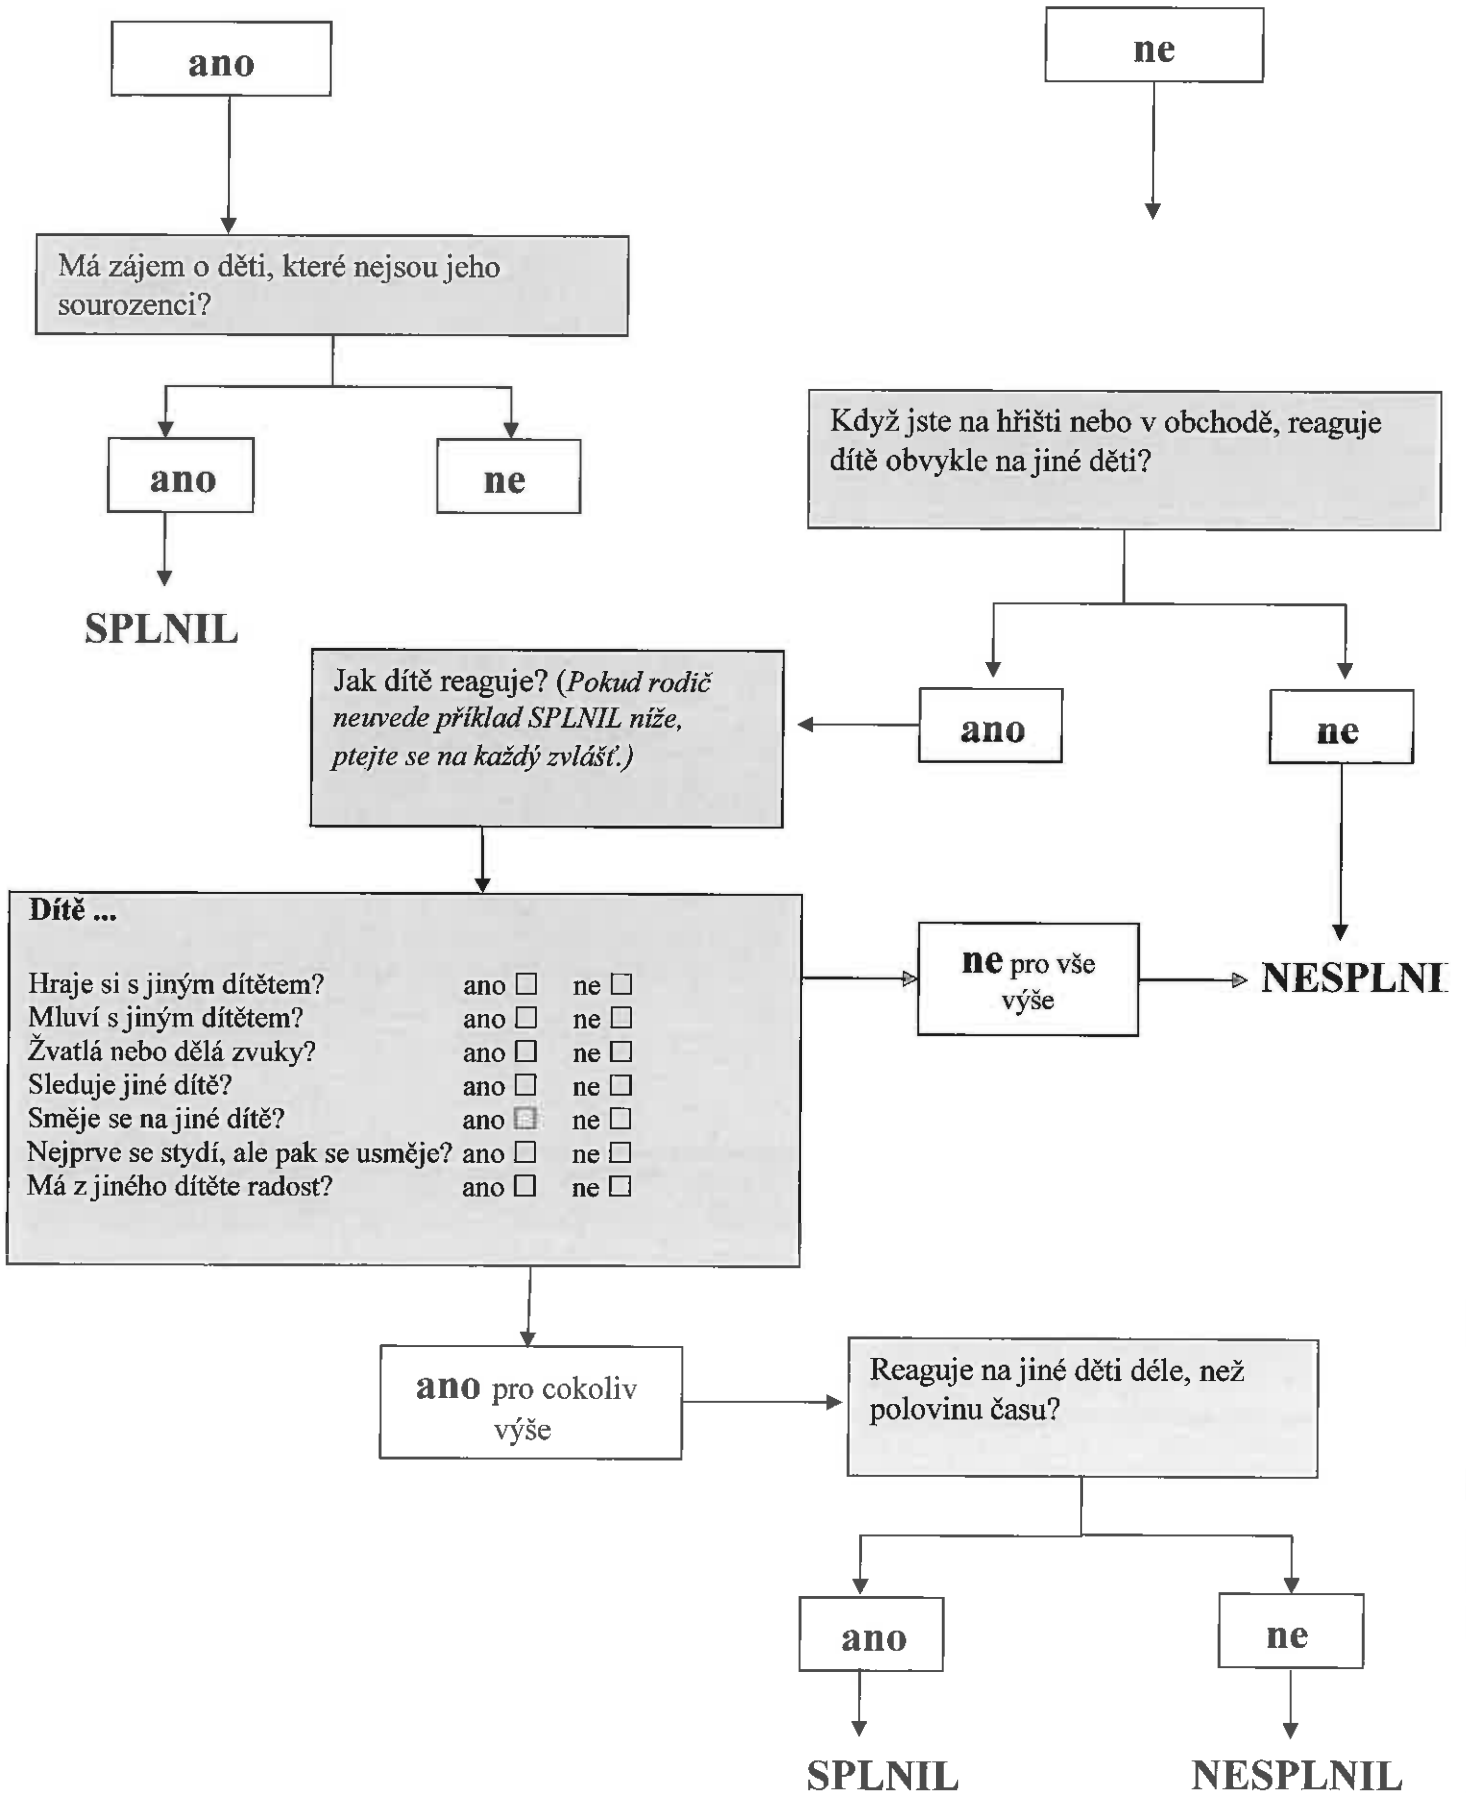 ano
ne
Má zájem o děti, které nejsou jeho
sourozenci?
ano
ne
SPLNIL
Když jste na hřišti nebo v obchodě, reaguje
dítě obvykle na jiné děti?
ano
ne
Jak dítě reaguje? (Pokud rodič
neuvede příklad SPLNIL níže,
ptejte se na každý zvlášť.)
Dítě ...
Hraje si s jiným dítětem? ano ☐ ne ☐
Mluví s jiným dítětem? ano ☐ ne ☐
Žvatlá nebo dělá zvuky? ano ☐ ne ☐
Sleduje jiné dítě? ano ☐ ne ☐
Směje se na jiné dítě? ano ☐ ne ☐
Nejprve se stydí, ale pak se usměje? ano ☐ ne ☐
Má z jiného dítěte radost? ano ☐ ne ☐
ne pro vše
výše
NESPLNI
ano pro cokoliv
výše
Reaguje na jiné děti déle, než
polovinu času?
ano
ne
SPLNIL
NESPLNIL